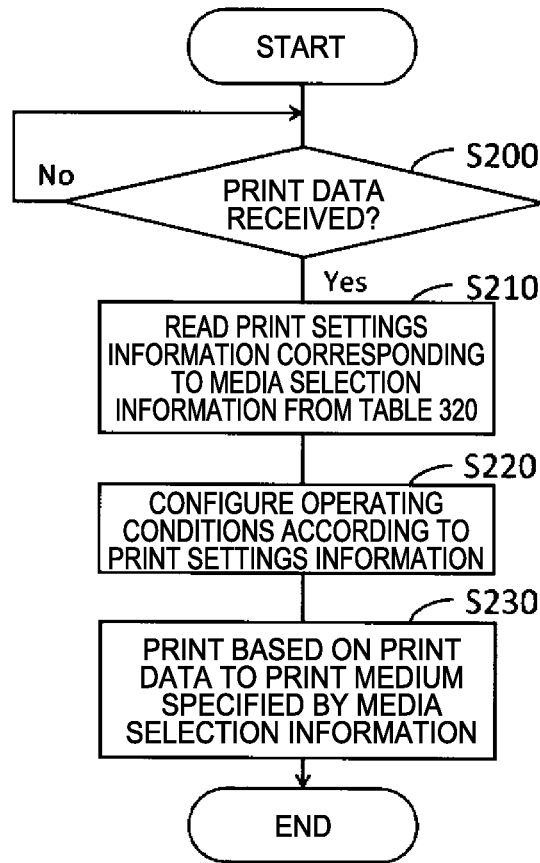 START
S200
No
PRINT DATA
RECEIVED?
Yes
S210
READ PRINT SETTINGS
INFORMATION CORRESPONDING
TO MEDIA SELECTION
INFORMATION FROM TABLE 320
S220
CONFIGURE OPERATING
CONDITIONS ACCORDING TO
PRINT SETTINGS INFORMATION
S230
PRINT BASED ON PRINT
DATA TO PRINT MEDIUM
SPECIFIED BY MEDIA
SELECTION INFORMATION
END